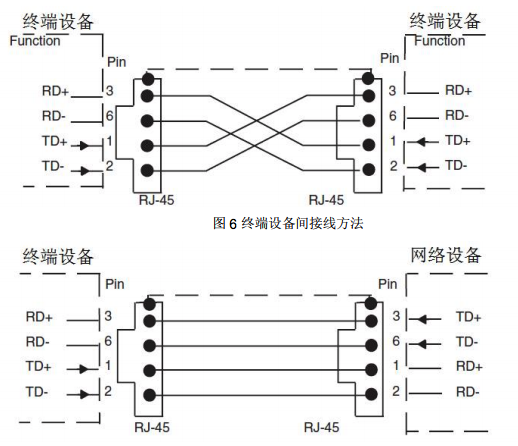 终端设备 终端设备
Function Function
Pin Pin
RD+ 3 3 RD+
RD- 6 6 RD-
TD+ 1 1 TD+
TD- 2 2 TD-
RJ-45 RJ-45
图 6 终端设备间接线方法
终端设备 网络设备
Pin Pin
RD+ 3 3 TD+
RD- 6 6 TD+
TD+ 1 1 RD+
TD- 2 2 RD-
RJ-45 RJ-45